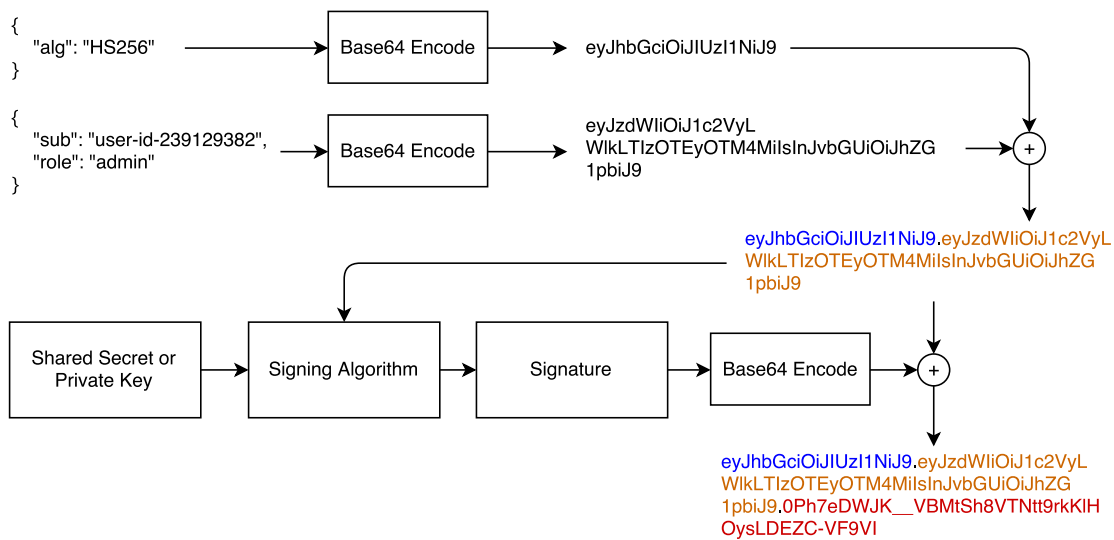 {
"alg": "HS256"
}
Base64 Encode
eyJhbGciOiJIUzI1NiJ9
{
"sub": "user-id-239129382",
"role": "admin"
}
Base64 Encode
eyJzdWIiOiJ1c2VyL
WlkLTIzOTEyOTM4MiIsInJvbGUiOiJhZG
1pbiJ9
+
eyJhbGciOiJIUzI1NiJ9.eyJzdWIiOiJ1c2VyL
WlkLTIzOTEyOTM4MiIsInJvbGUiOiJhZG
1pbiJ9
Shared Secret or
Private Key
Signing Algorithm
Signature
Base64 Encode
+
eyJhbGciOiJIUzI1NiJ9.eyJzdWIiOiJ1c2VyL
WlkLTIzOTEyOTM4MiIsInJvbGUiOiJhZG
1pbiJ9.0Ph7eDWJK__VBMtSh8VTNtt9rkKlH
OysLDEZC-VF9VI